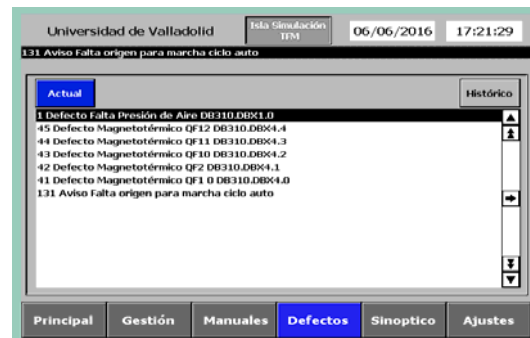 Universidad de Valladolid
Isla Simulación
TFM
06/06/2016
17:21:29
131 Aviso Falta origen para marcha ciclo auto
Actual
Histórico
1 Defecto Falta Presión de Aire DB310.DBX1.0
45 Defecto Magnetotérmico QF12 DB310.DBX4.4
44 Defecto Magnetotérmico QF11 DB310.DBX4.3
43 Defecto Magnetotérmico QF10 DB310.DBX4.2
42 Defecto Magnetotérmico QF2 DB310.DBX4.1
41 Defecto Magnetotérmico QF1 0 DB310.DBX4.0
131 Aviso Falta origen para marcha ciclo auto
Principal
Gestión
Manuales
Defectos
Sinoptico
Ajustes